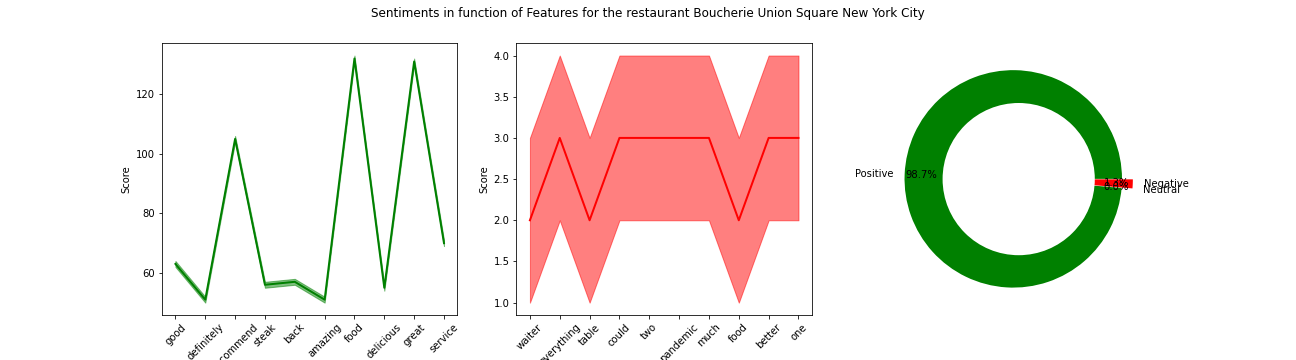 Sentiments in function of Features for the restaurant Boucherie Union Square New York City
Score
120
100
80
60
good
definitely
commend
steak
back
amazing
food
delicious
great
service
Score
4.0
3.5
3.0
2.5
2.0
1.5
1.0
waiter
verything
table
could
two
pandemic
much
food
better
one
Positive
98.7%
Negative
Neutral